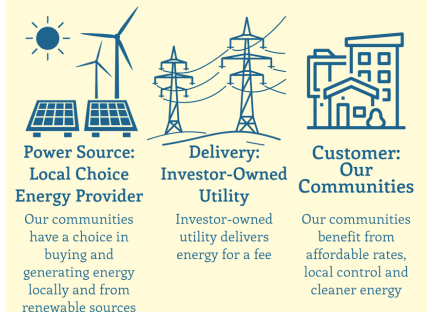 Power Source:
Local Choice
Energy Provider
Our communities
have a choice in
buying and
generating energy
locally and from
renewable sources
Delivery:
Investor-Owned
Utility
Investor-owned
utility delivers
energy for a fee
Customer:
Our
Communities
Our communities
benefit from
affordable rates,
local control and
cleaner energy